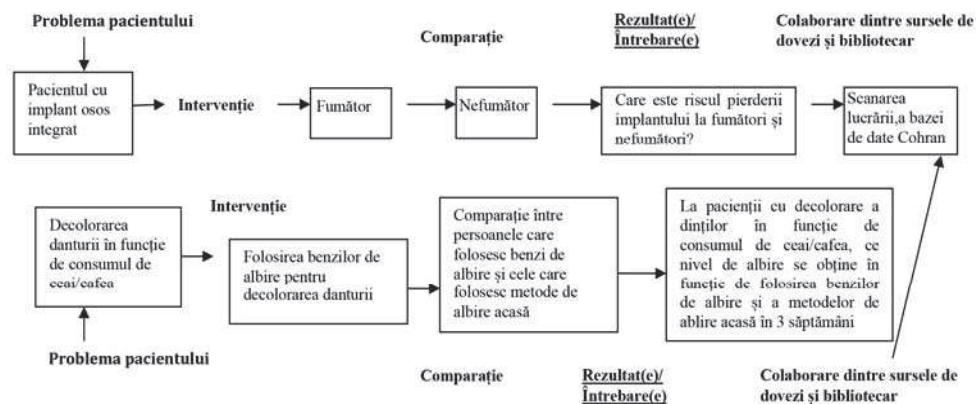 Problema pacientului
Comparație
Rezultat(e)/
Întrebare(e)
Colaborare dintre sursele de
dovezi și bibliotecar
Pacientul cu
implant osos
integrat
Intervenție
Fumător
Nefumător
Care este riscul pierderii
implantului la fumători și
nefumători?
Scanarea
lucrării,a bazei
de date Cohran
Decolorarea
danturii în funcție
de consumul de
ceai/cafea
Intervenție
Folosirea benzilor de
albire pentru
decolorarea danturii
Comparație între
persoanele care
folosesc benzi de
albire și cele care
folosesc metode de
albire acasă
La pacienții cu decolorare a
dinților în funcție de
consumul de ceai/cafea, ce
nivel de albire se obține în
funcție de folosirea benzilor
de albire și a metodelor de
ablire acasă în 3 săptămâni
Problema pacientului
Comparație
Rezultat(e)/
Întrebare(e)
Colaborare dintre sursele de
dovezi și bibliotecar